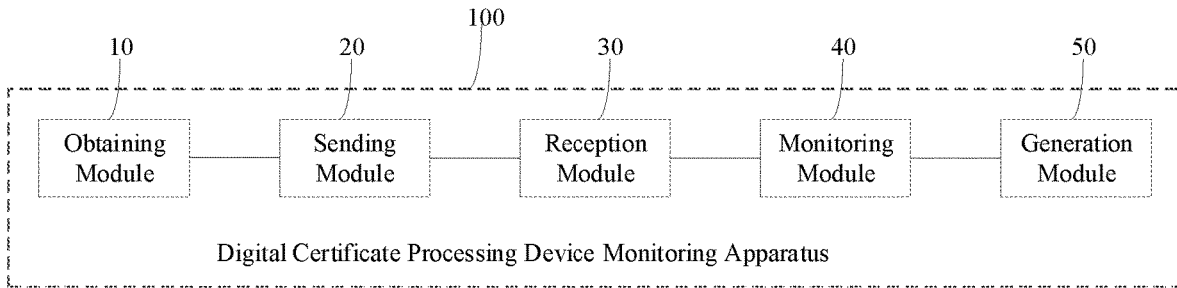 100
10 20 30 40 50
Obtaining Module
Sending Module
Reception Module
Monitoring Module
Generation Module
Digital Certificate Processing Device Monitoring Apparatus